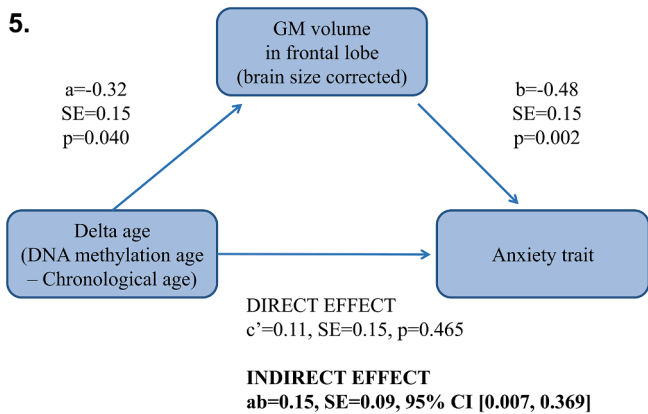 5.
GM volume
in frontal lobe
(brain size corrected)
a=-0.32
SE=0.15
p=0.040
b=-0.48
SE=0.15
p=0.002
Delta age
(DNA methylation age
– Chronological age)
Anxiety trait
DIRECT EFFECT
c’=0.11, SE=0.15, p=0.465
INDIRECT EFFECT
ab=0.15, SE=0.09, 95% CI [0.007, 0.369]